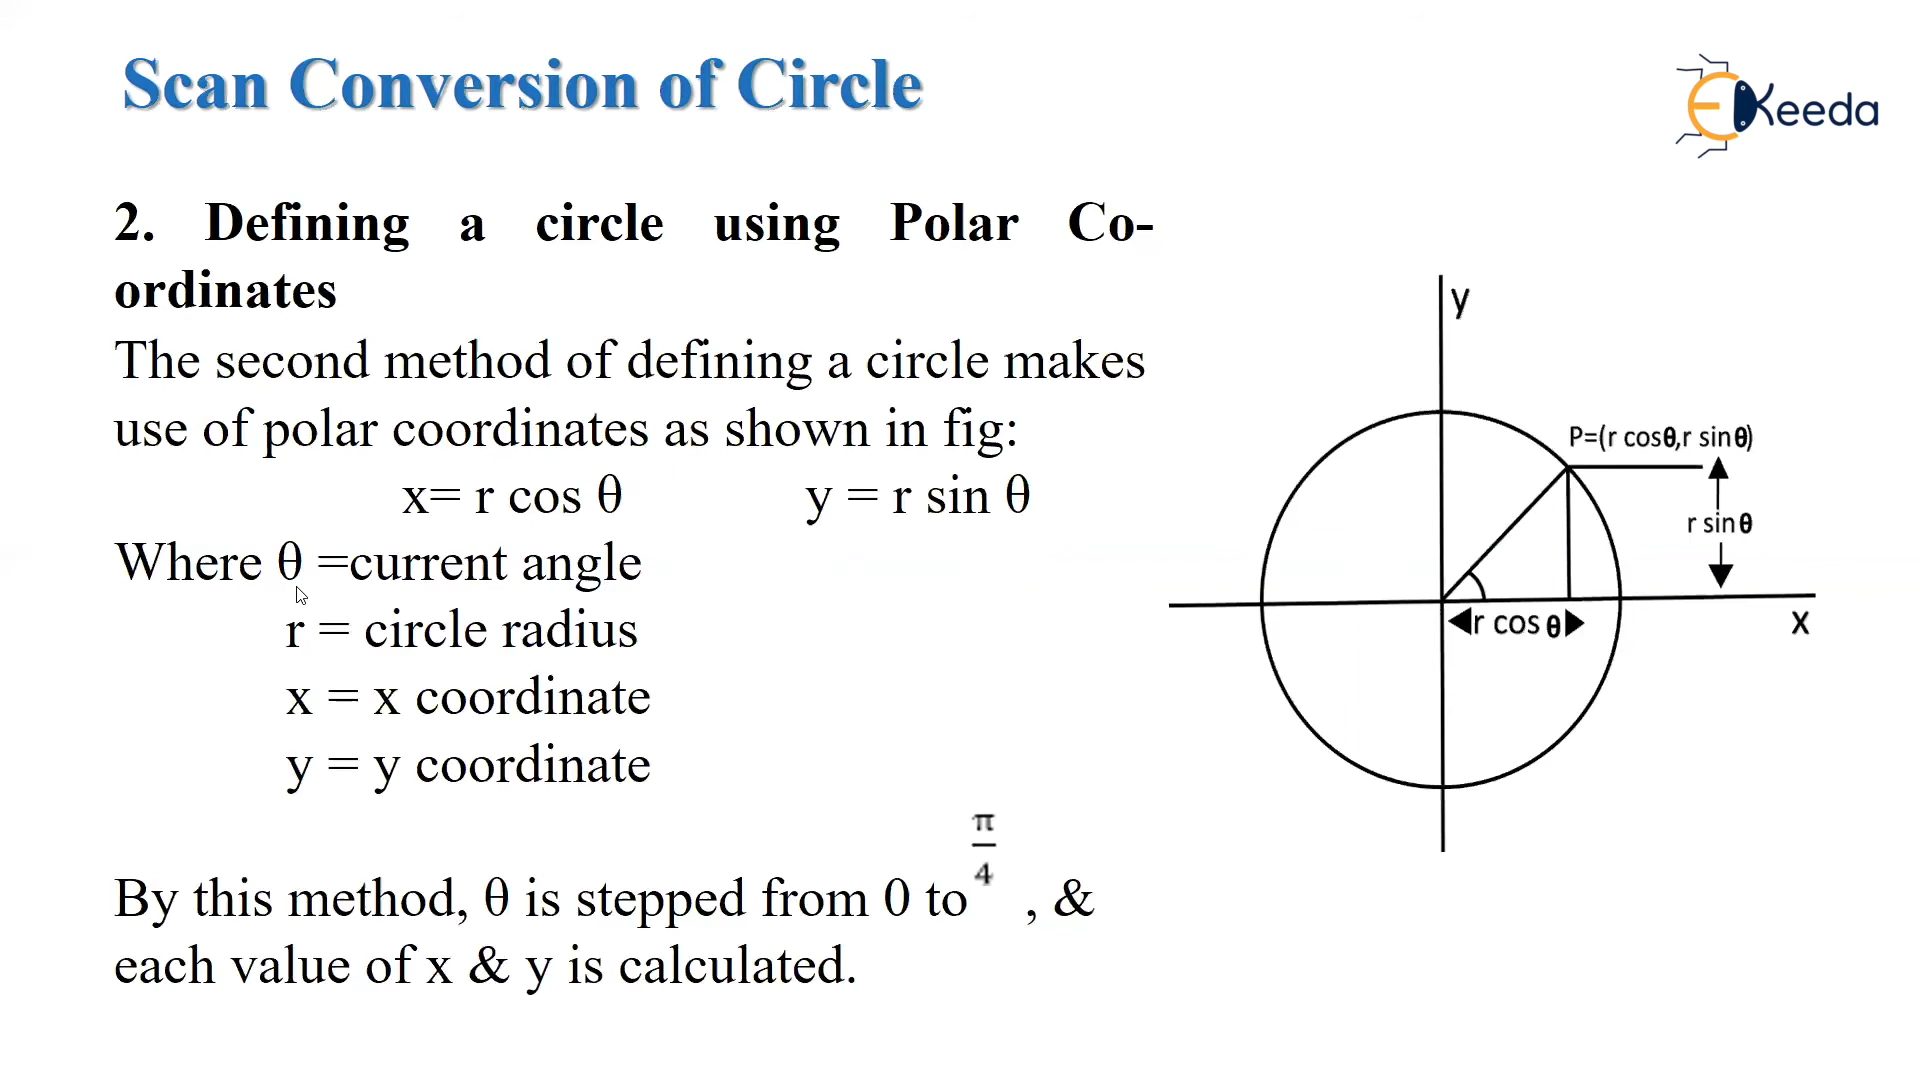 Scan Conversion of Circle
EKeeda
2. Defining a circle using Polar Co-
ordinates
The second method of defining a circle makes
use of polar coordinates as shown in fig:
x= r cos θ y = r sin θ
Where θ =current angle
r = circle radius
x = x coordinate
y = y coordinate
By this method, θ is stepped from 0 to π/4 , &
each value of x & y is calculated.
y
P=(r cosθ,r sinθ)
r sinθ
r cos θ
x